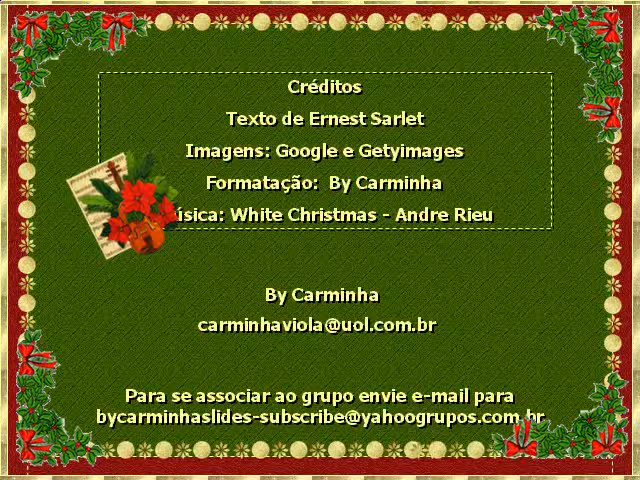 Créditos
Texto de Ernest Sarlet
Imagens: Google e Getyimages
Formatação: By Carminha
úsica: White Christmas - Andre Rieu
By Carminha
carminhaviola@uol.com.br
Para se associar ao grupo envie e-mail para
bycarminhaslides-subscribe@yahoogrupos.com.br